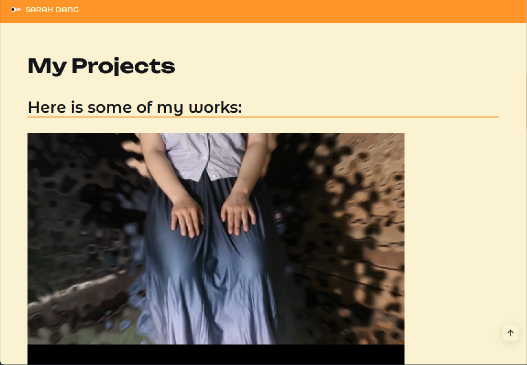 SARAH DANG
My Projects
Here is some of my works: